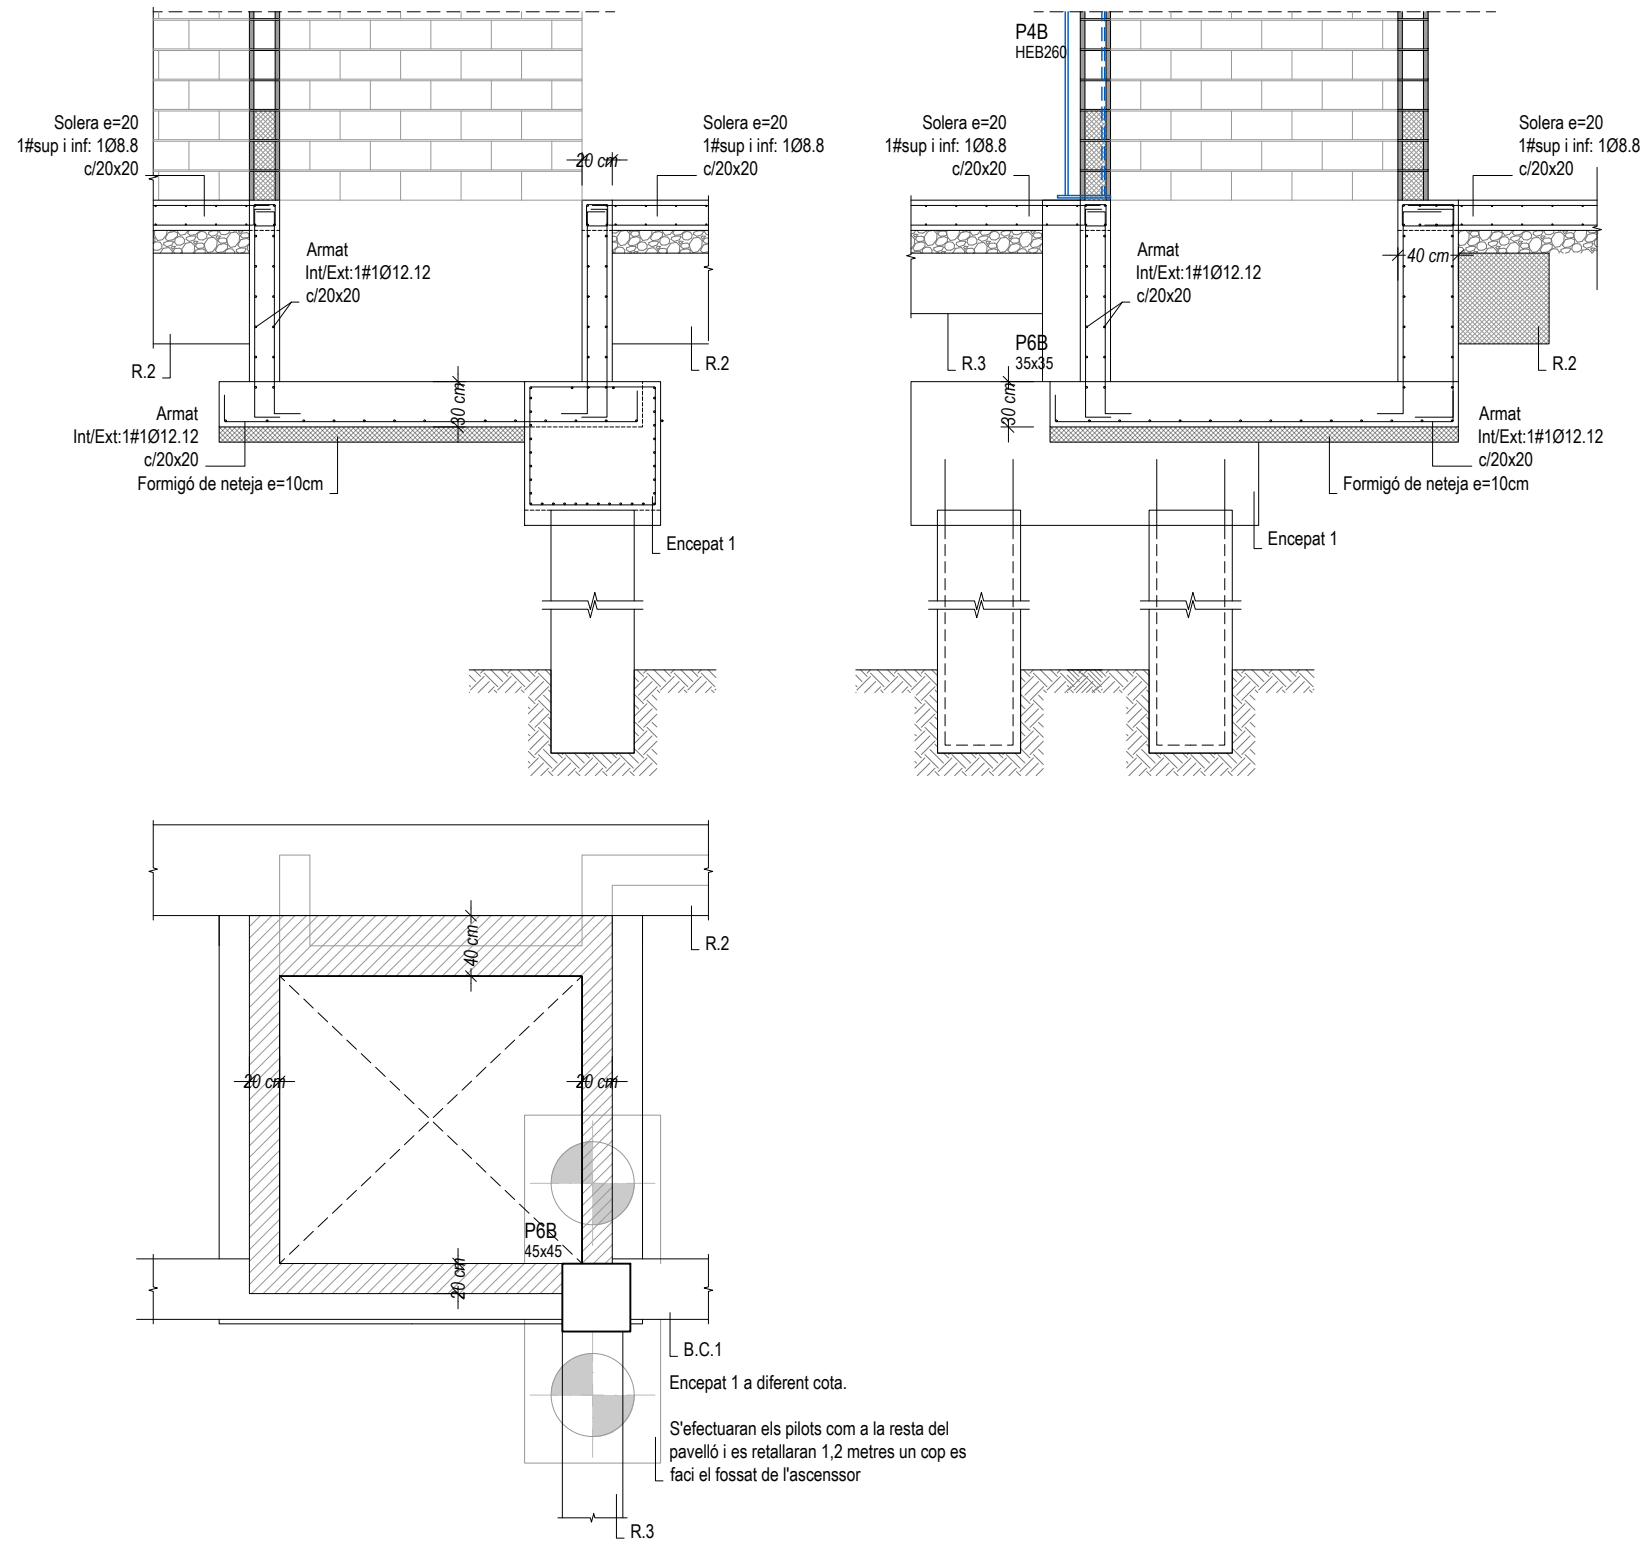 Solera e=20
1#sup i inf: 1Ø8.8
c/20x20
20 cm
Solera e=20
1#sup i inf: 1Ø8.8
c/20x20
Armat
Int/Ext:1#1Ø12.12
c/20x20
R.2
R.2
30 cm
Armat
Int/Ext:1#1Ø12.12
c/20x20
Formigó de neteja e=10cm
Encepat 1
P4B
HEB260
Solera e=20
1#sup i inf: 1Ø8.8
c/20x20
Solera e=20
1#sup i inf: 1Ø8.8
c/20x20
Armat
Int/Ext:1#1Ø12.12
c/20x20
40 cm
P6B
35x35
R.3
R.2
30 cm
Armat
Int/Ext:1#1Ø12.12
c/20x20
Formigó de neteja e=10cm
Encepat 1
40 cm
R.2
20 cm
20 cm
P6B
45x45
20 cm
B.C.1
Encepat 1 a diferent cota.
S'efectuaran els pilots com a la resta del
pavelló i es retallaran 1,2 metres un cop es
faci el fossat de l'ascenssor
R.3